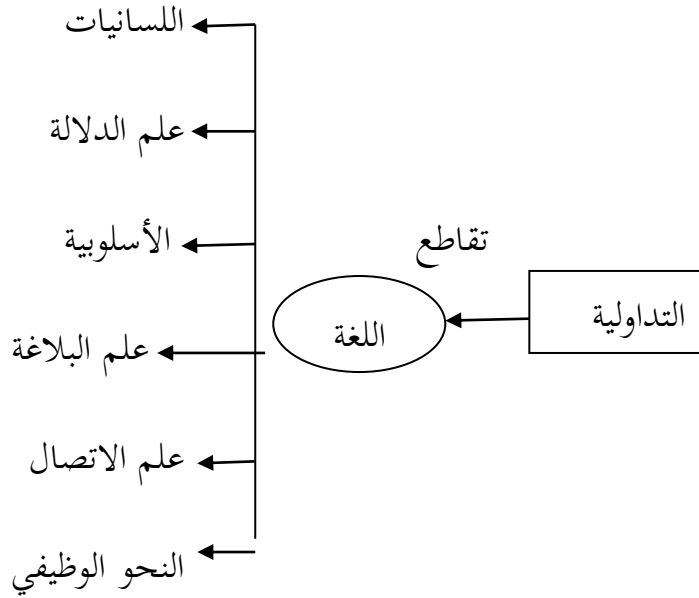 اللسانيات
علم الدلالة
الأسلوبية
تقاطع
التداولية
اللغة
علم البلاغة
علم الاتصال
النحو الوظيفي